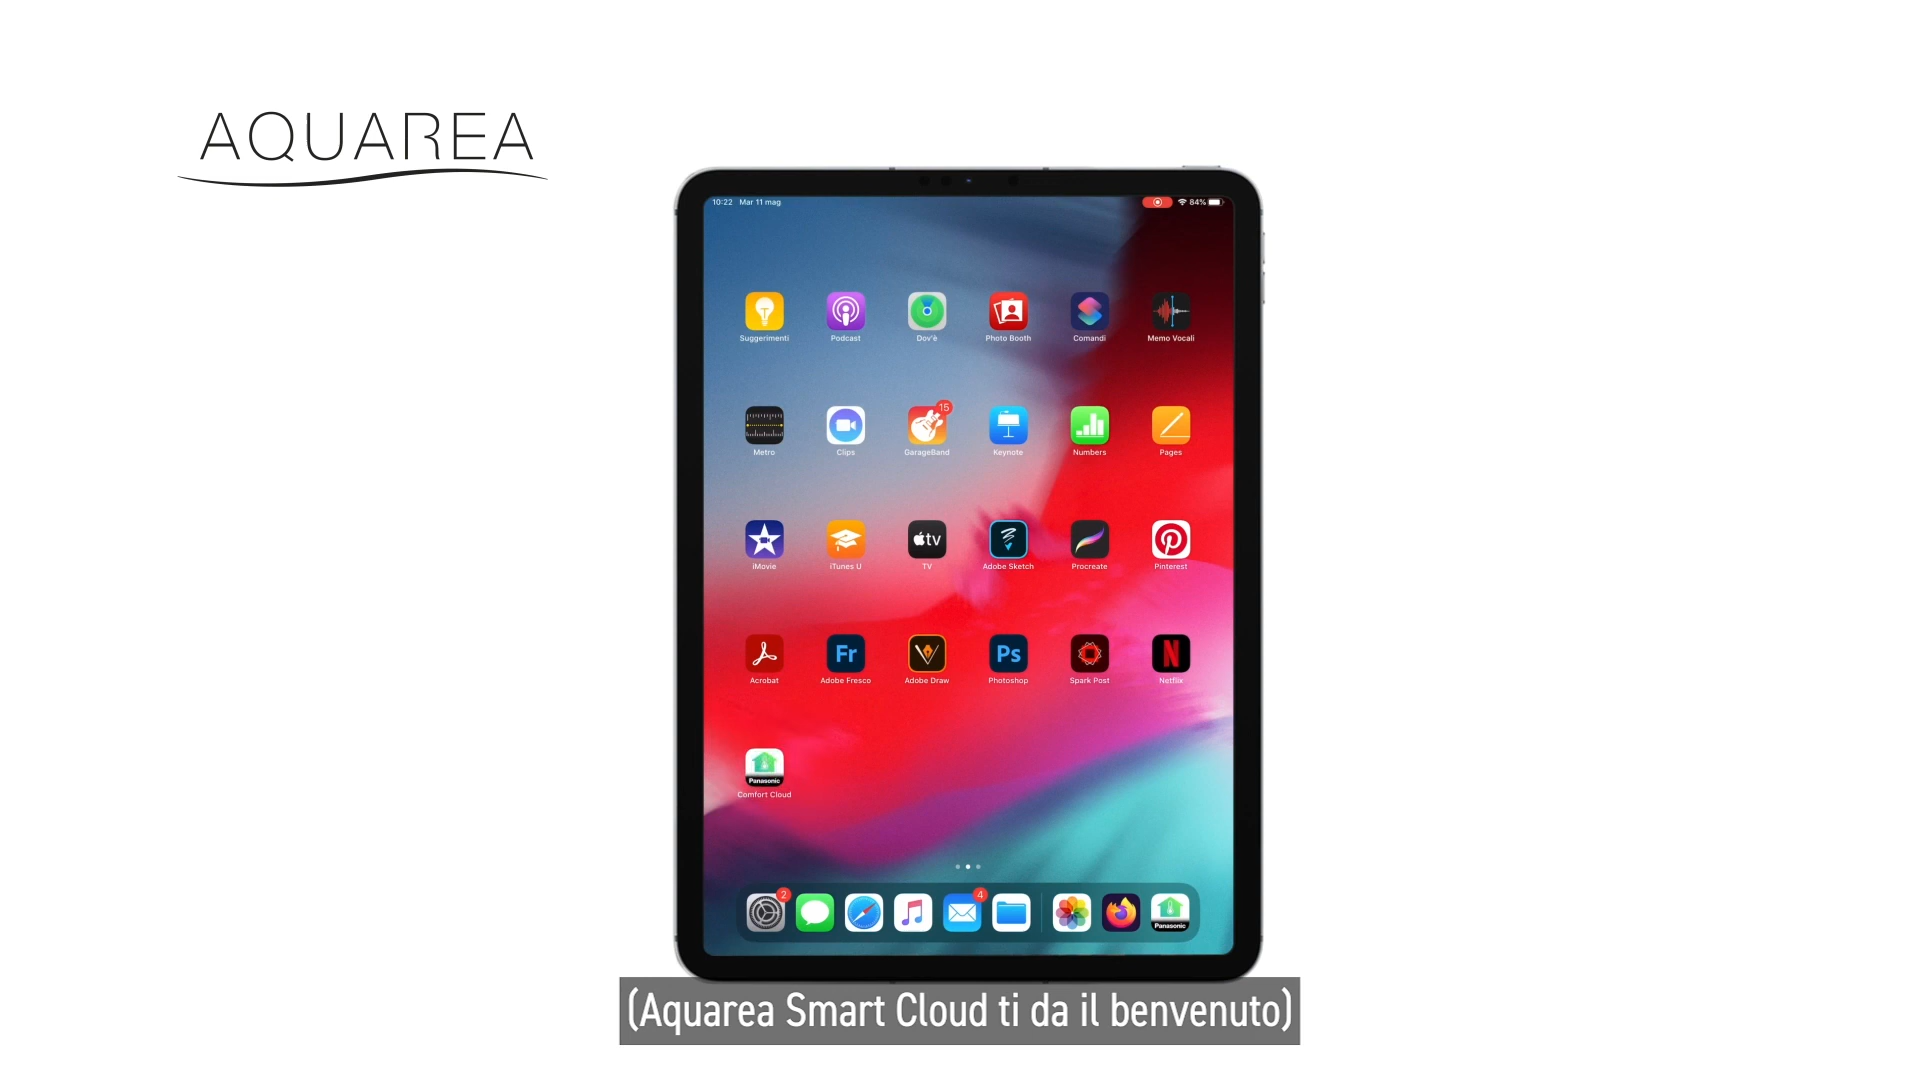 AQUAREA
10:22 Mar 11 mag 84%
Suggerimenti Podcast Dov'è Photo Booth Comandi Memo Vocali
15
Metro Clips GarageBand Keynote Numbers Pages
tv
iMovie iTunes U TV Adobe Sketch Procreate Pinterest
Fr Ps N
Acrobat Adobe Fresco Adobe Draw Photoshop Spark Post Netflix
Panasonic
Comfort Cloud
2 4
Panasonic
(Aquarea Smart Cloud ti da il benvenuto)